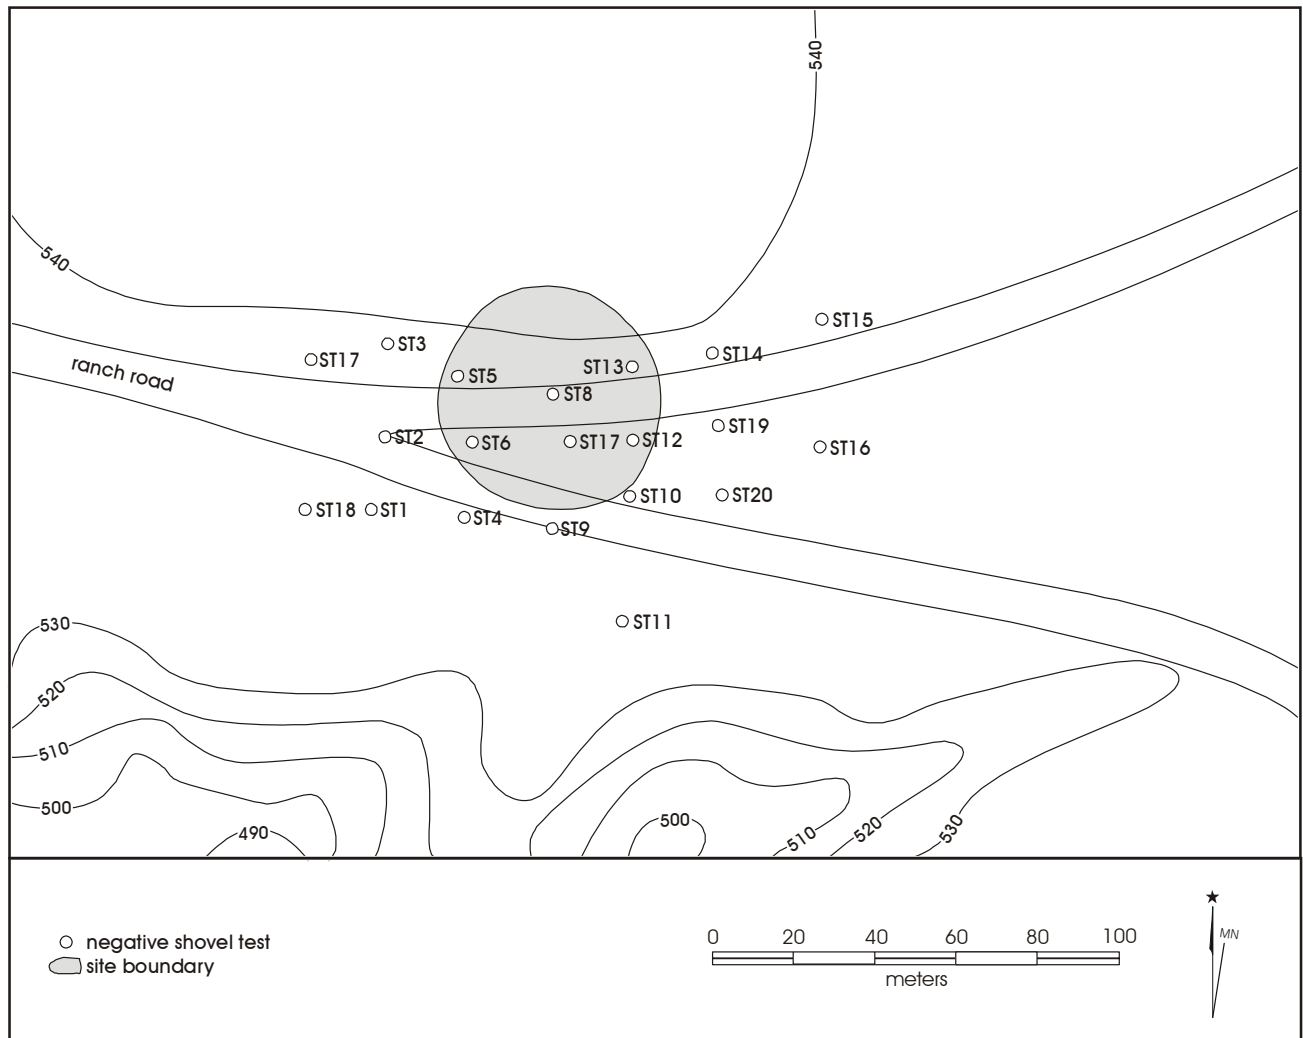 540
540
ST15
ST3
ST14
ST17
ranch road
ST13
ST5
ST8
ST19
ST2
ST6
ST17
ST12
ST16
ST10
ST20
ST18
ST1
ST4
ST9
ST11
530
520
510
500
490
500
510
520
530
negative shovel test
site boundary
0 20 40 60 80 100
meters
MN